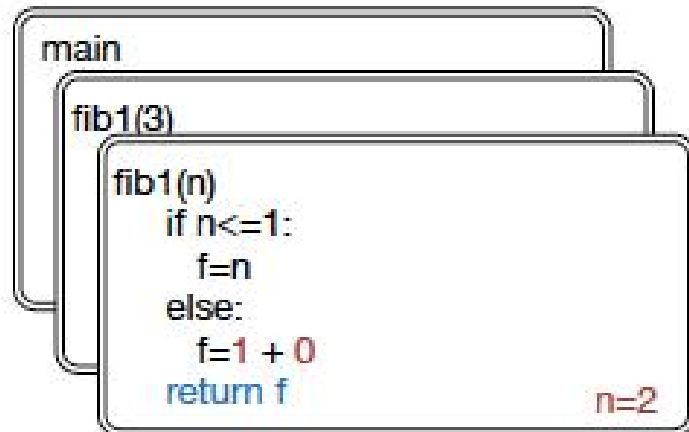 main
fib1(3)
fib1(n)
if n<=1:
f=n
else:
f=1 + 0
return f
n=2